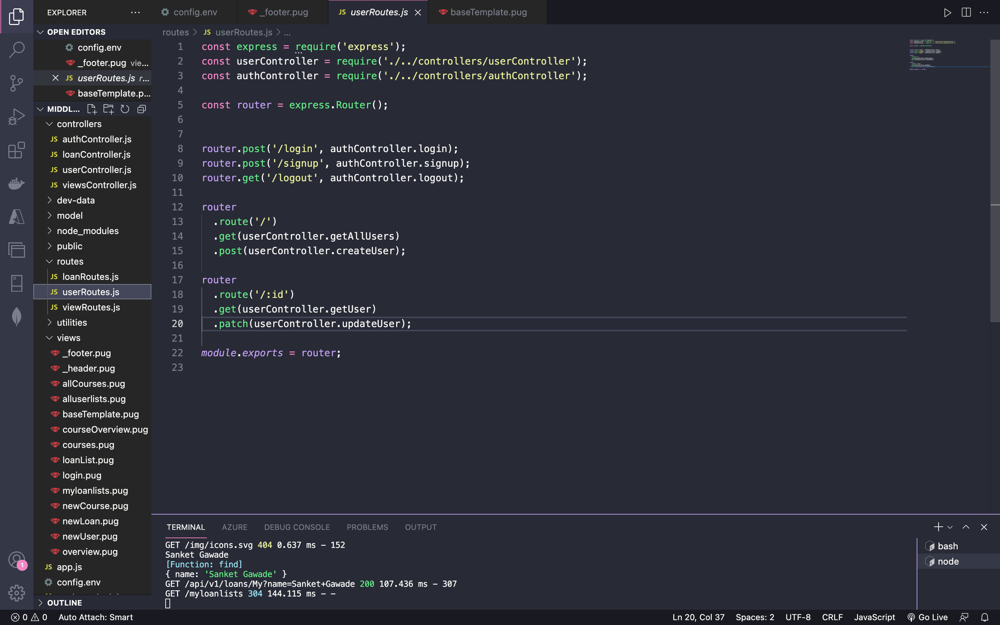 EXPLORER
config.env
_footer.pug
JS userRoutes.js
baseTemplate.pug
OPEN EDITORS
config.env
_footer.pug vie...
JS userRoutes.js r...
baseTemplate.p...
MIDDL...
controllers
JS authController.js
JS loanController.js
JS userController.js
JS viewsController.js
dev-data
model
node_modules
public
routes
JS loanRoutes.js
JS userRoutes.js
JS viewRoutes.js
utilities
views
_footer.pug
_header.pug
allCourses.pug
alluserlists.pug
baseTemplate.pug
courseOverview.pug
courses.pug
loanList.pug
login.pug
myloanlists.pug
newCourse.pug
newLoan.pug
newUser.pug
overview.pug
JS app.js
config.env
OUTLINE
1
routes > JS userRoutes.js > ...
1 const express = require('express');
2 const userController = require('./../controllers/userController');
3 const authController = require('./../controllers/authController');
4
5 const router = express.Router();
6
7
8 router.post('/login', authController.login);
9 router.post('/signup', authController.signup);
10 router.get('/logout', authController.logout);
11
12 router
13 .route('/')
14 .get(userController.getAllUsers)
15 .post(userController.createUser);
16
17 router
18 .route('/:id')
19 .get(userController.getUser)
20 .patch(userController.updateUser);
21
22 module.exports = router;
23
TERMINAL AZURE DEBUG CONSOLE PROBLEMS OUTPUT
GET /img/icons.svg 404 0.637 ms - 152
Sanket Gawade
[Function: find]
{ name: 'Sanket Gawade' }
GET /api/v1/loans/My?name=Sanket+Gawade 200 107.436 ms - 307
GET /myloanlists 304 144.115 ms - -
bash
node
0 0 Auto Attach: Smart
Ln 20, Col 37 Spaces: 2 UTF-8 CRLF JavaScript Go Live